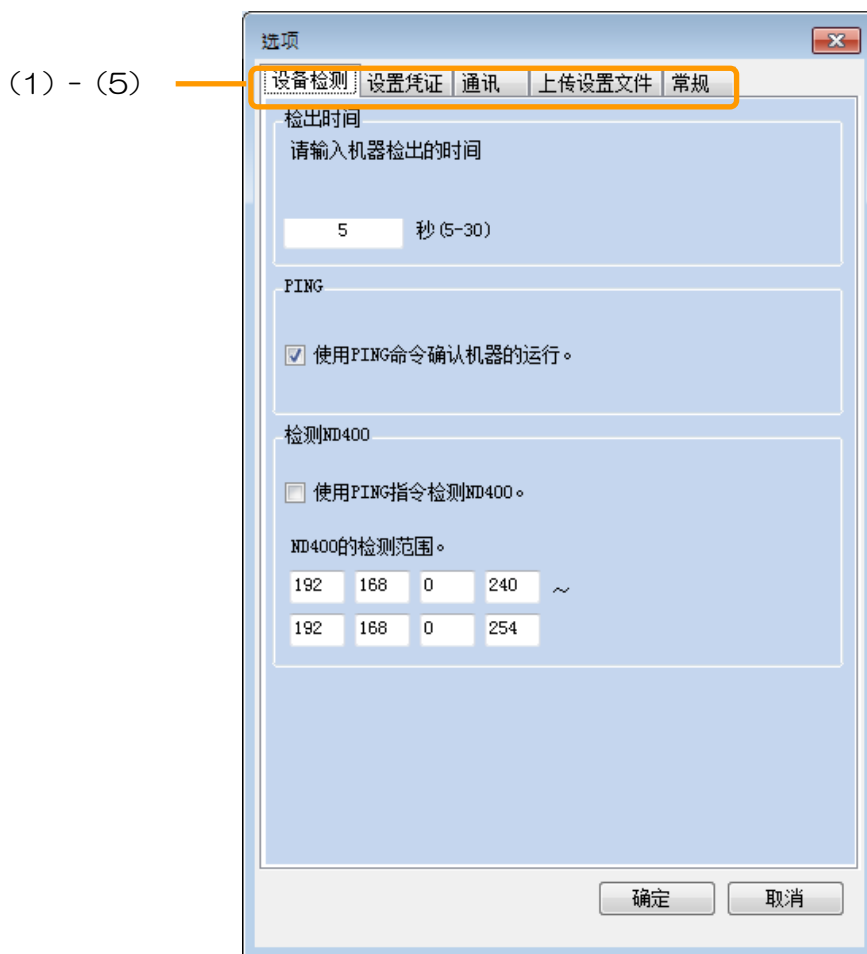 选项
(1) - (5)
设备检测 设置凭证 通讯 上传设置文件 常规
检出时间
请输入机器检出的时间
5 秒(5-30)
PING
使用PING命令确认机器的运行。
检测ND400
使用PING指令检测ND400。
ND400的检测范围。
192 168 0 240 ～
192 168 0 254
确定 取消